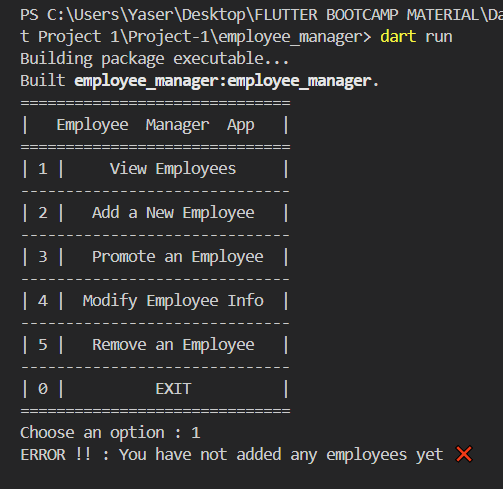 PS C:\Users\Yaser\Desktop\FLUTTER BOOTCAMP MATERIAL\Da
t Project 1\Project-1\employee_manager> dart run
Building package executable...
Built employee_manager:employee_manager.
==============================
|   Employee  Manager  App   |
==============================
| 1 |     View Employees     |
------------------------------
| 2 |   Add a New Employee   |
------------------------------
| 3 |   Promote an Employee  |
------------------------------
| 4 |  Modify Employee Info  |
------------------------------
| 5 |   Remove an Employee   |
------------------------------
| 0 |          EXIT          |
==============================
Choose an option : 1
ERROR !! : You have not added any employees yet ❌